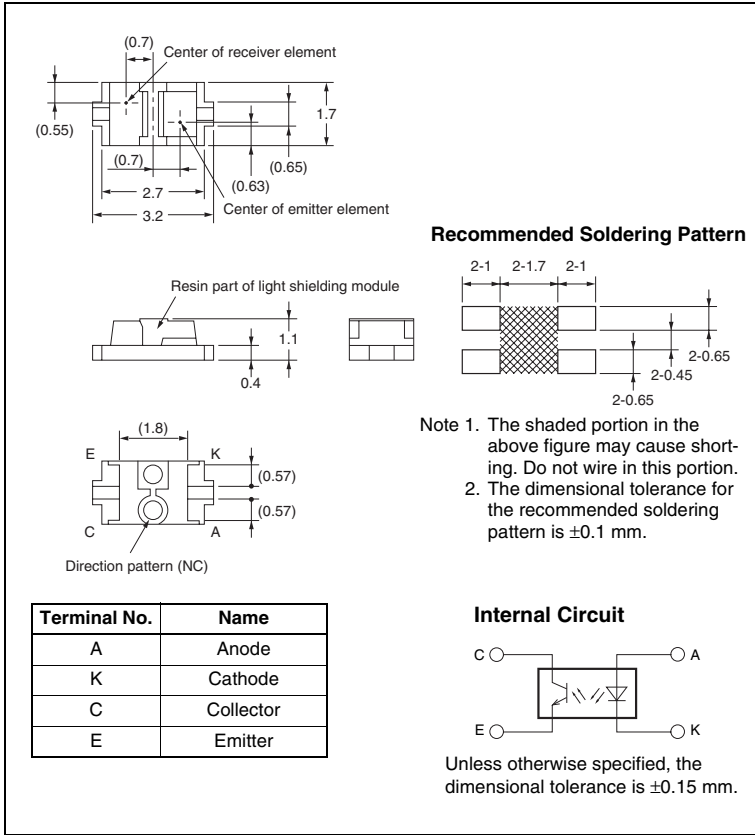 (0.7)
Center of receiver element
(0.55)
1.7
(0.7)
(0.65)
(0.63)
2.7
Center of emitter element
3.2
Recommended Soldering Pattern
2-1 2-1.7 2-1
2-0.65
2-0.45
2-0.65
Resin part of light shielding module
1.1
0.4
(1.8)
E K
(0.57)
(0.57)
C A
Direction pattern (NC)
Note 1. The shaded portion in the
above figure may cause short-
ing. Do not wire in this portion.
2. The dimensional tolerance for
the recommended soldering
pattern is ±0.1 mm.
Terminal No. Name
A Anode
K Cathode
C Collector
E Emitter
Internal Circuit
C A
E K
Unless otherwise specified, the
dimensional tolerance is ±0.15 mm.